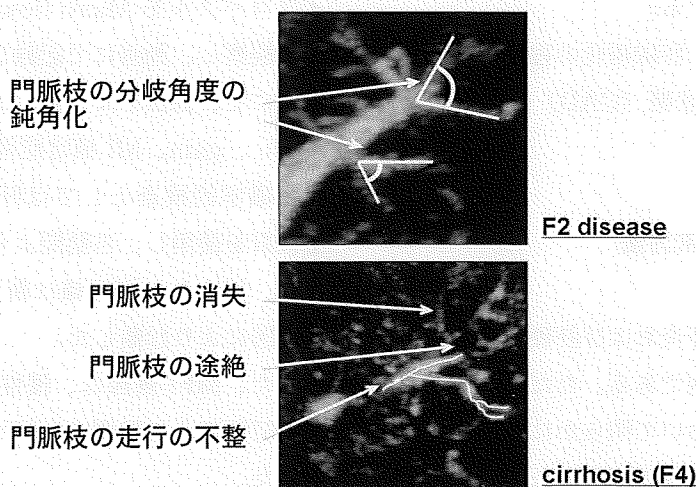 門脈枝の分岐角度の
鈍角化
F2 disease
門脈枝の消失
門脈枝の途絶
門脈枝の走行の不整
cirrhosis (F4)